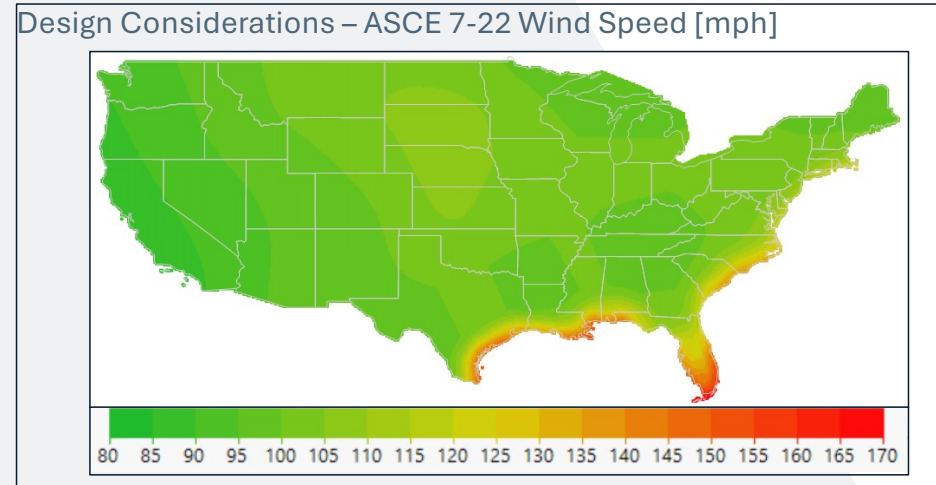 Design Considerations – ASCE 7-22 Wind Speed [mph]
80 85 90 95 100 105 110 115 120 125 130 135 140 145 150 155 160 165 170